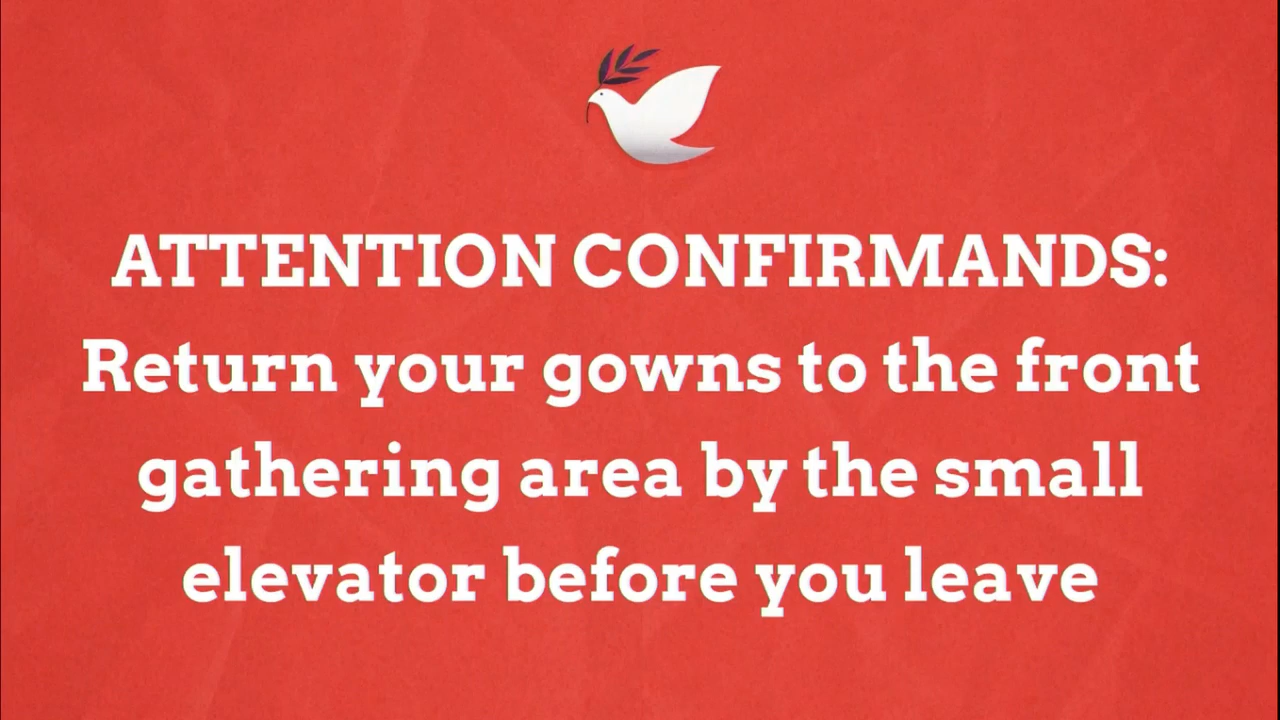 ATTENTION CONFIRMANDS:
Return your gowns to the front
gathering area by the small
elevator before you leave